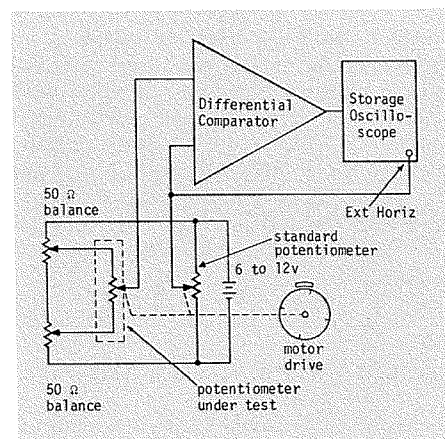 Differential
Comparator
Storage
Oscillo-
scope
50 Ω
balance
Ext Horiz
standard
potentiometer
6 to 12v
motor
drive
50 Ω
balance
potentiometer
under test